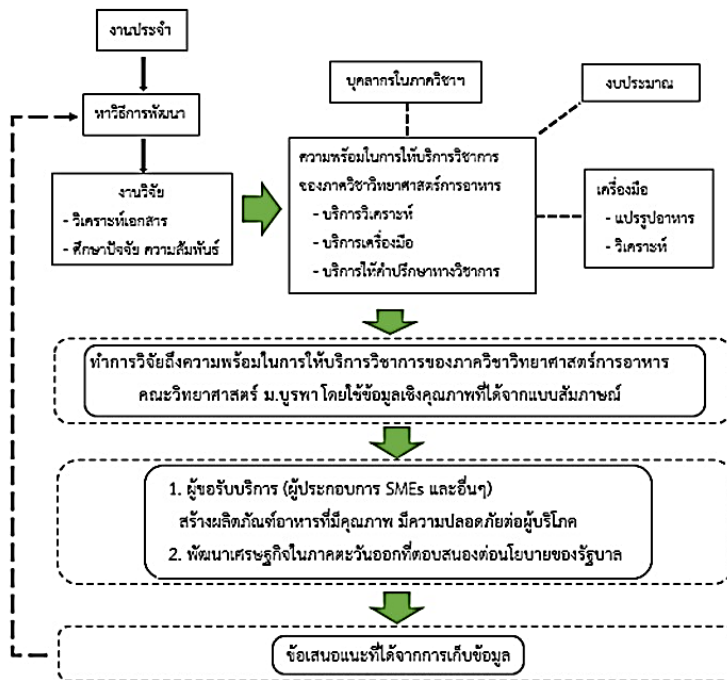 งานประจำ
หาวิธีการพัฒนา
งานวิจัย
- วิเคราะห์เอกสาร
- ศึกษาปัจจัย ความสัมพันธ์
บุคลากรในภาควิชาฯ
งบประมาณ
ความพร้อมในการให้บริการวิชาการ
ของภาควิชาวิทยาศาสตร์การอาหาร
- บริการวิเคราะห์
- บริการเครื่องมือ
- บริการให้คำปรึกษาทางวิชาการ
เครื่องมือ
- แปรรูปอาหาร
- วิเคราะห์
ทำการวิจัยถึงความพร้อมในการให้บริการวิชาการของภาควิชาวิทยาศาสตร์การอาหาร
คณะวิทยาศาสตร์ ม.บูรพา โดยใช้ข้อมูลเชิงคุณภาพที่ได้จากแบบสัมภาษณ์
1. ผู้ขอรับบริการ (ผู้ประกอบการ SMEs และอื่นๆ)
สร้างผลิตภัณฑ์อาหารที่มีคุณภาพ มีความปลอดภัยต่อผู้บริโภค
2. พัฒนาเศรษฐกิจในภาคตะวันออกที่ตอบสนองต่อนโยบายของรัฐบาล
ข้อเสนอแนะที่ได้จากการเก็บข้อมูล